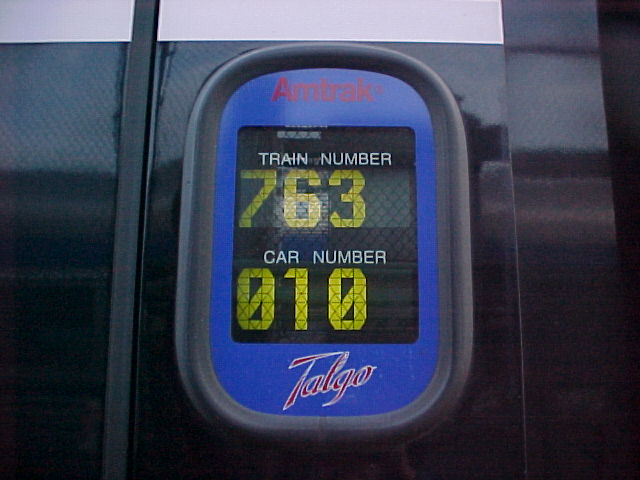 Amtrak
TRAIN NUMBER
763
CAR NUMBER
010
Talgo